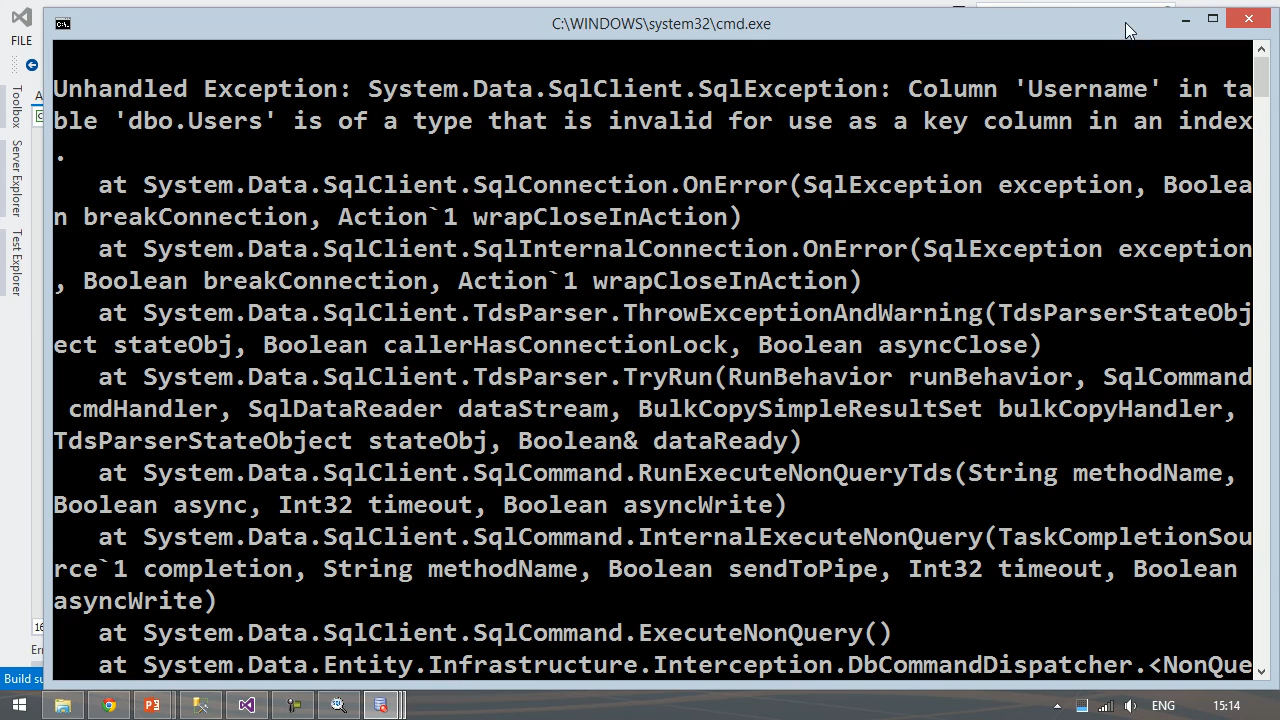 C:\WINDOWS\system32\cmd.exe
FILE
Toolbox
Server Explorer
Test Explorer
A
Unhandled Exception: System.Data.SqlClient.SqlException: Column 'Username' in ta
ble 'dbo.Users' is of a type that is invalid for use as a key column in an index
.
at System.Data.SqlClient.SqlConnection.OnError(SqlException exception, Boolea
n breakConnection, Action`1 wrapCloseInAction)
at System.Data.SqlClient.SqlInternalConnection.OnError(SqlException exception
, Boolean breakConnection, Action`1 wrapCloseInAction)
at System.Data.SqlClient.TdsParser.ThrowExceptionAndWarning(TdsParserStateObj
ect stateObj, Boolean callerHasConnectionLock, Boolean asyncClose)
at System.Data.SqlClient.TdsParser.TryRun(RunBehavior runBehavior, SqlCommand
cmdHandler, SqlDataReader dataStream, BulkCopySimpleResultSet bulkCopyHandler,
TdsParserStateObject stateObj, Boolean& dataReady)
at System.Data.SqlClient.SqlCommand.RunExecuteNonQueryTds(String methodName,
Boolean async, Int32 timeout, Boolean asyncWrite)
at System.Data.SqlClient.SqlCommand.InternalExecuteNonQuery(TaskCompletionSou
rce`1 completion, String methodName, Boolean sendToPipe, Int32 timeout, Boolean
asyncWrite)
at System.Data.SqlClient.SqlCommand.ExecuteNonQuery()
at System.Data.Entity.Infrastructure.Interception.DbCommandDispatcher.<NonQue
16
Err
Build su
ENG
15:14